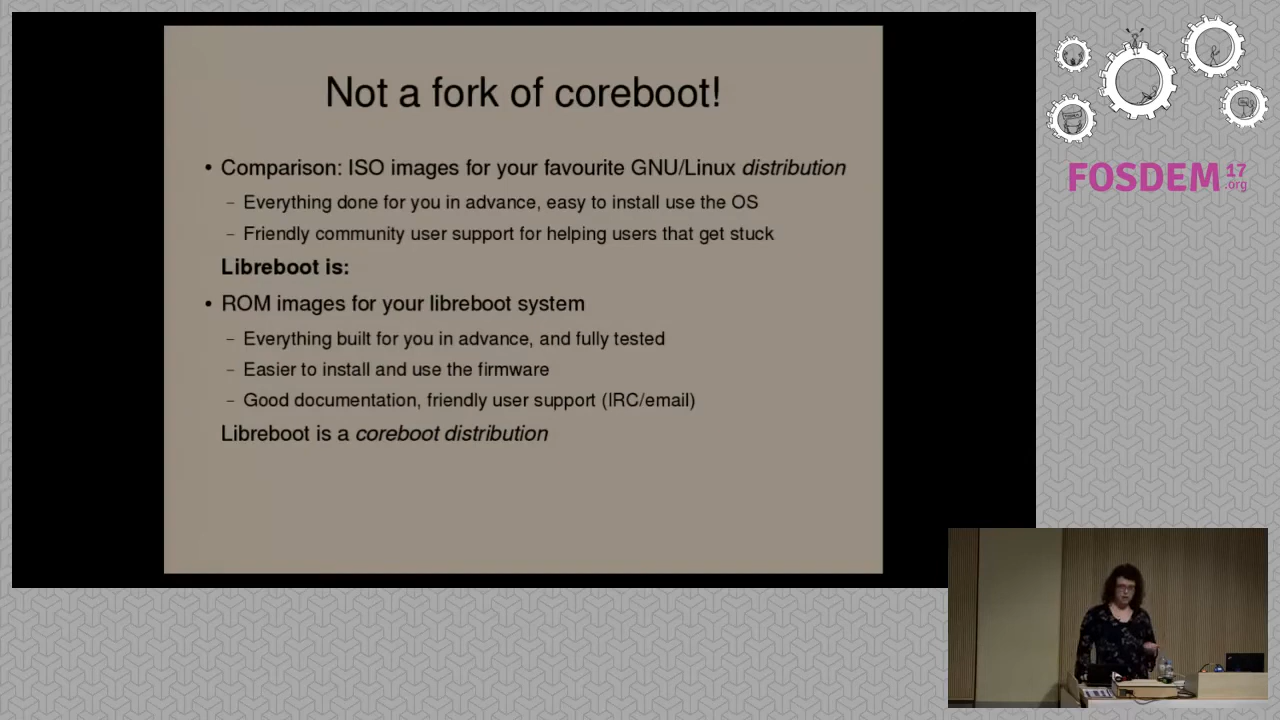 Not a fork of coreboot!
• Comparison: ISO images for your favourite GNU/Linux distribution
– Everything done for you in advance, easy to install use the OS
– Friendly community user support for helping users that get stuck
Libreboot is:
• ROM images for your libreboot system
– Everything built for you in advance, and fully tested
– Easier to install and use the firmware
– Good documentation, friendly user support (IRC/email)
Libreboot is a coreboot distribution
FOSDEM 17
.org